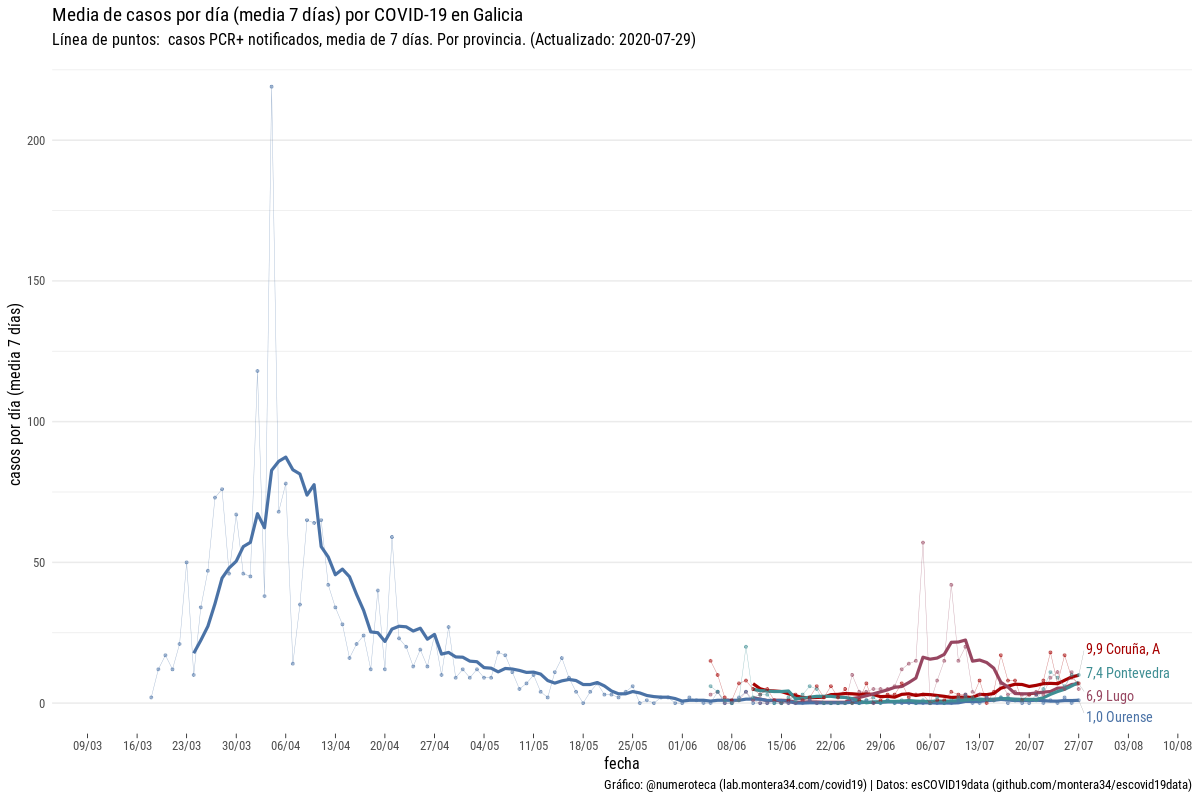 Media de casos por día (media 7 días) por COVID-19 en Galicia
Línea de puntos:  casos PCR+ notificados, media de 7 días. Por provincia. (Actualizado: 2020-07-29)
casos por día (media 7 días)
200
150
100
50
0
9,9 Coruña, A
7,4 Pontevedra
6,9 Lugo
1,0 Ourense
09/03 16/03 23/03 30/03 06/04 13/04 20/04 27/04 04/05 11/05 18/05 25/05 01/06 08/06 15/06 22/06 29/06 06/07 13/07 20/07 27/07 03/08 10/08
fecha
Gráfico: @numeroteca (lab.montera34.com/covid19) | Datos: esCOVID19data (github.com/montera34/escovid19data)